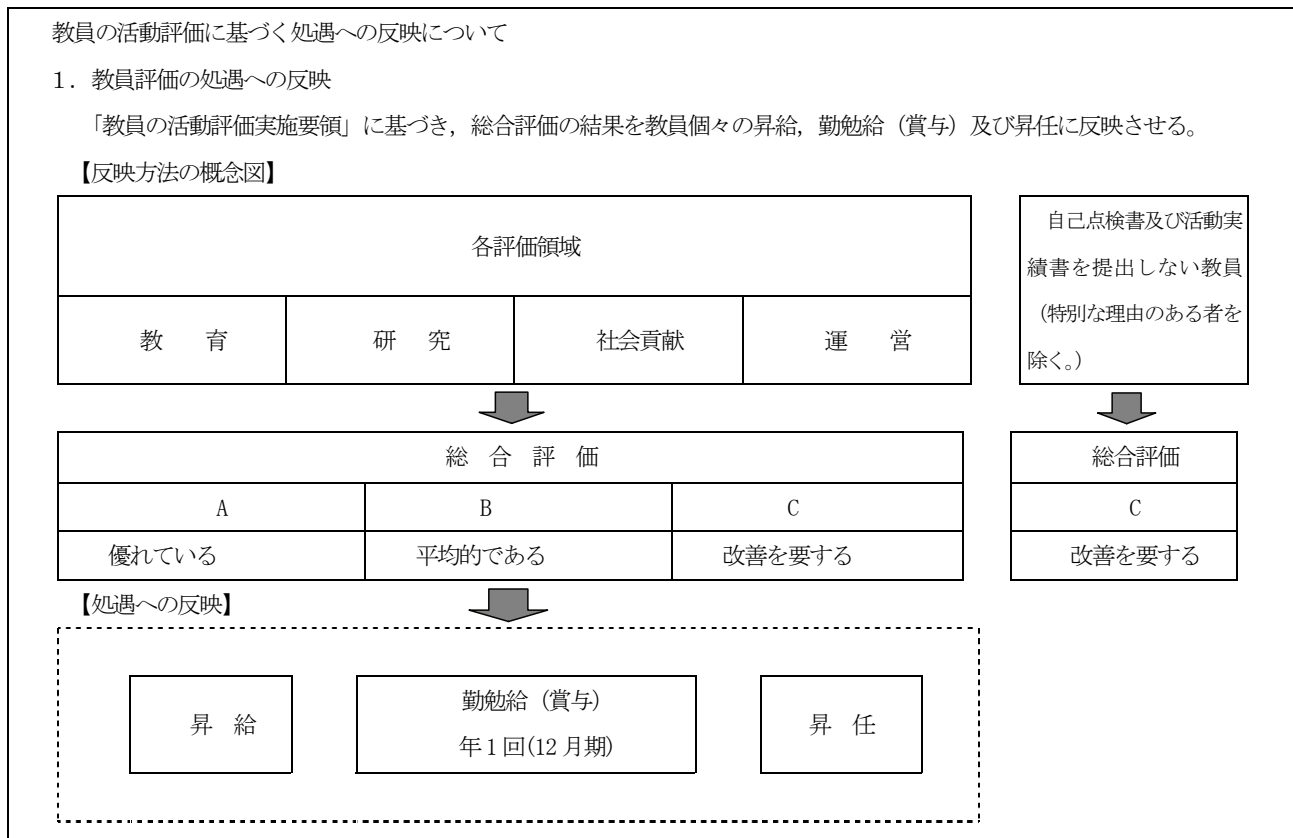 教員の活動評価に基づく処遇への反映について
1．教員評価の処遇への反映
「教員の活動評価実施要領」に基づき，総合評価の結果を教員個々の昇給，勤勉給（賞与）及び昇任に反映させる。
【反映方法の概念図】
各評価領域
教　育
研　究
社会貢献
運　営
自己点検書及び活動実
績書を提出しない教員
（特別な理由のある者を
除く。）
総　合　評　価
A
B
C
優れている
平均的である
改善を要する
総合評価
C
改善を要する
【処遇への反映】
昇　給
勤勉給（賞与）
年1回(12月期)
昇　任